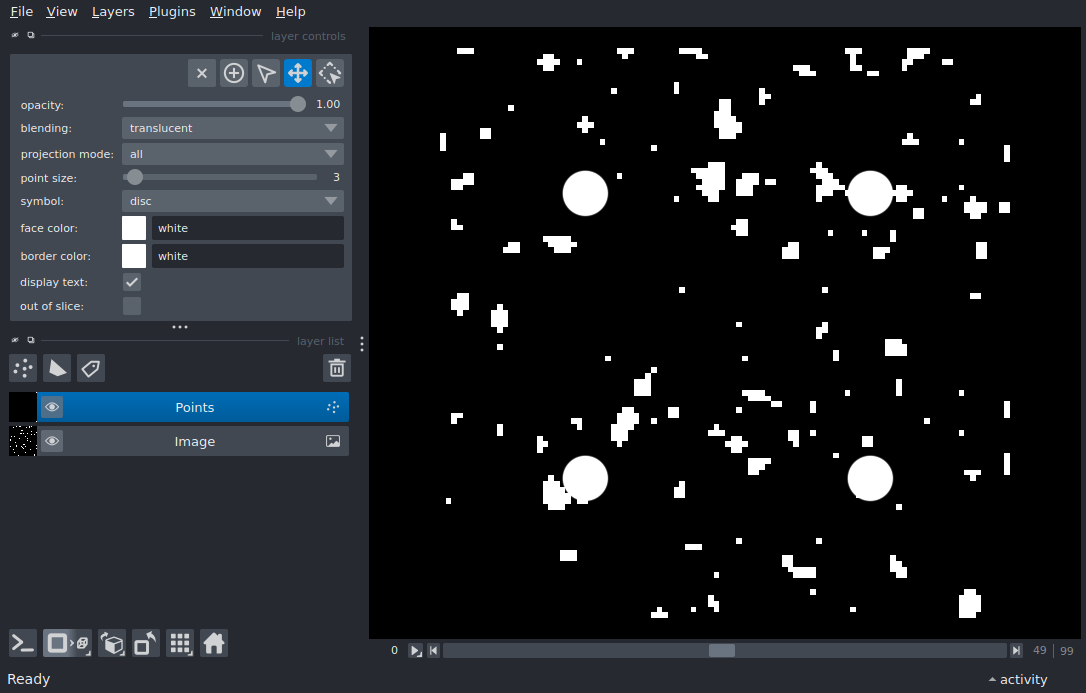 File View Layers Plugins Window Help
layer controls
opacity: 1.00
blending: translucent
projection mode: all
point size: 3
symbol: disc
face color: white
border color: white
display text:
out of slice:
layer list
Points
Image
0 49 99
Ready activity